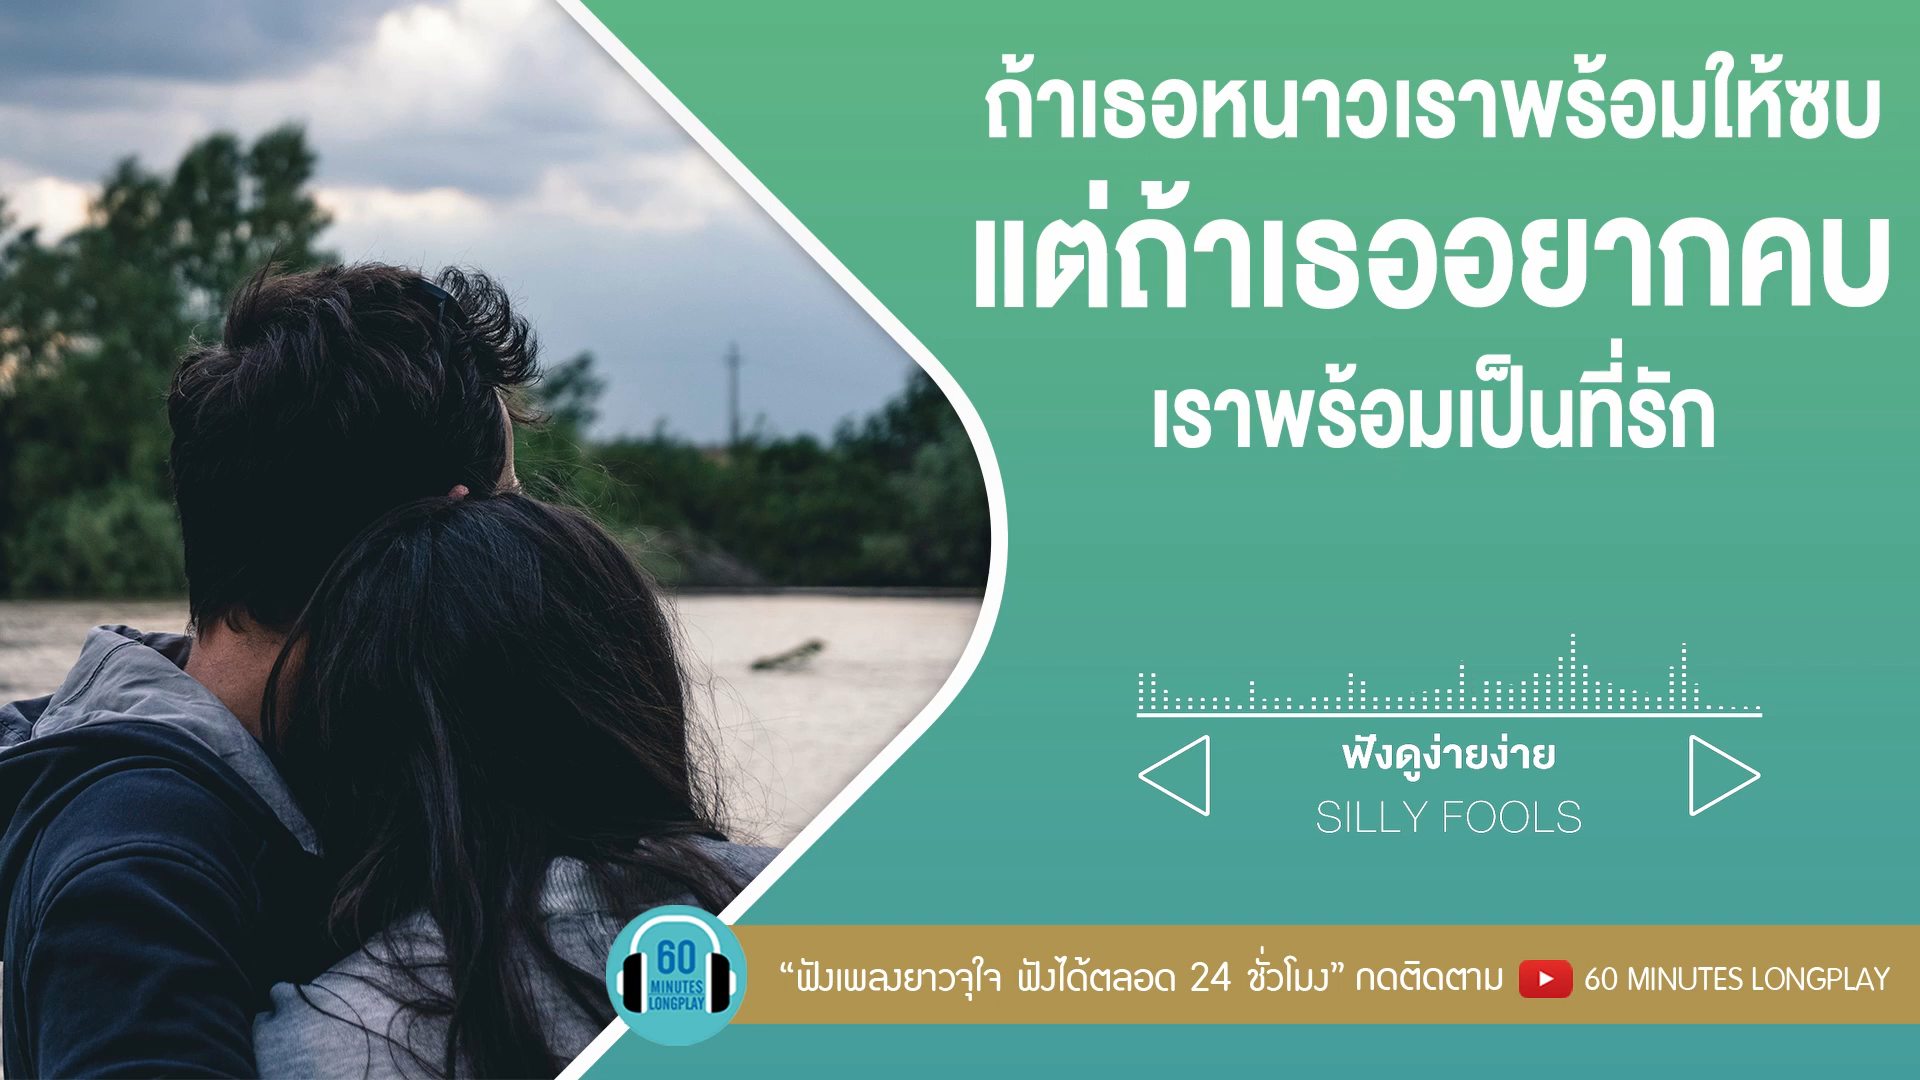 ถ้าเธอหนาวเราพร้อมให้ซบ
แต่ถ้าเธออยากคบ
เราพร้อมเป็นที่รัก
ฟังดูง่ายง่าย
SILLY FOOLS
60
MINUTES
LONGPLAY
“ฟังเพลงยาวจุใจ ฟังได้ตลอด 24 ชั่วโมง” กดติดตาม 60 MINUTES LONGPLAY